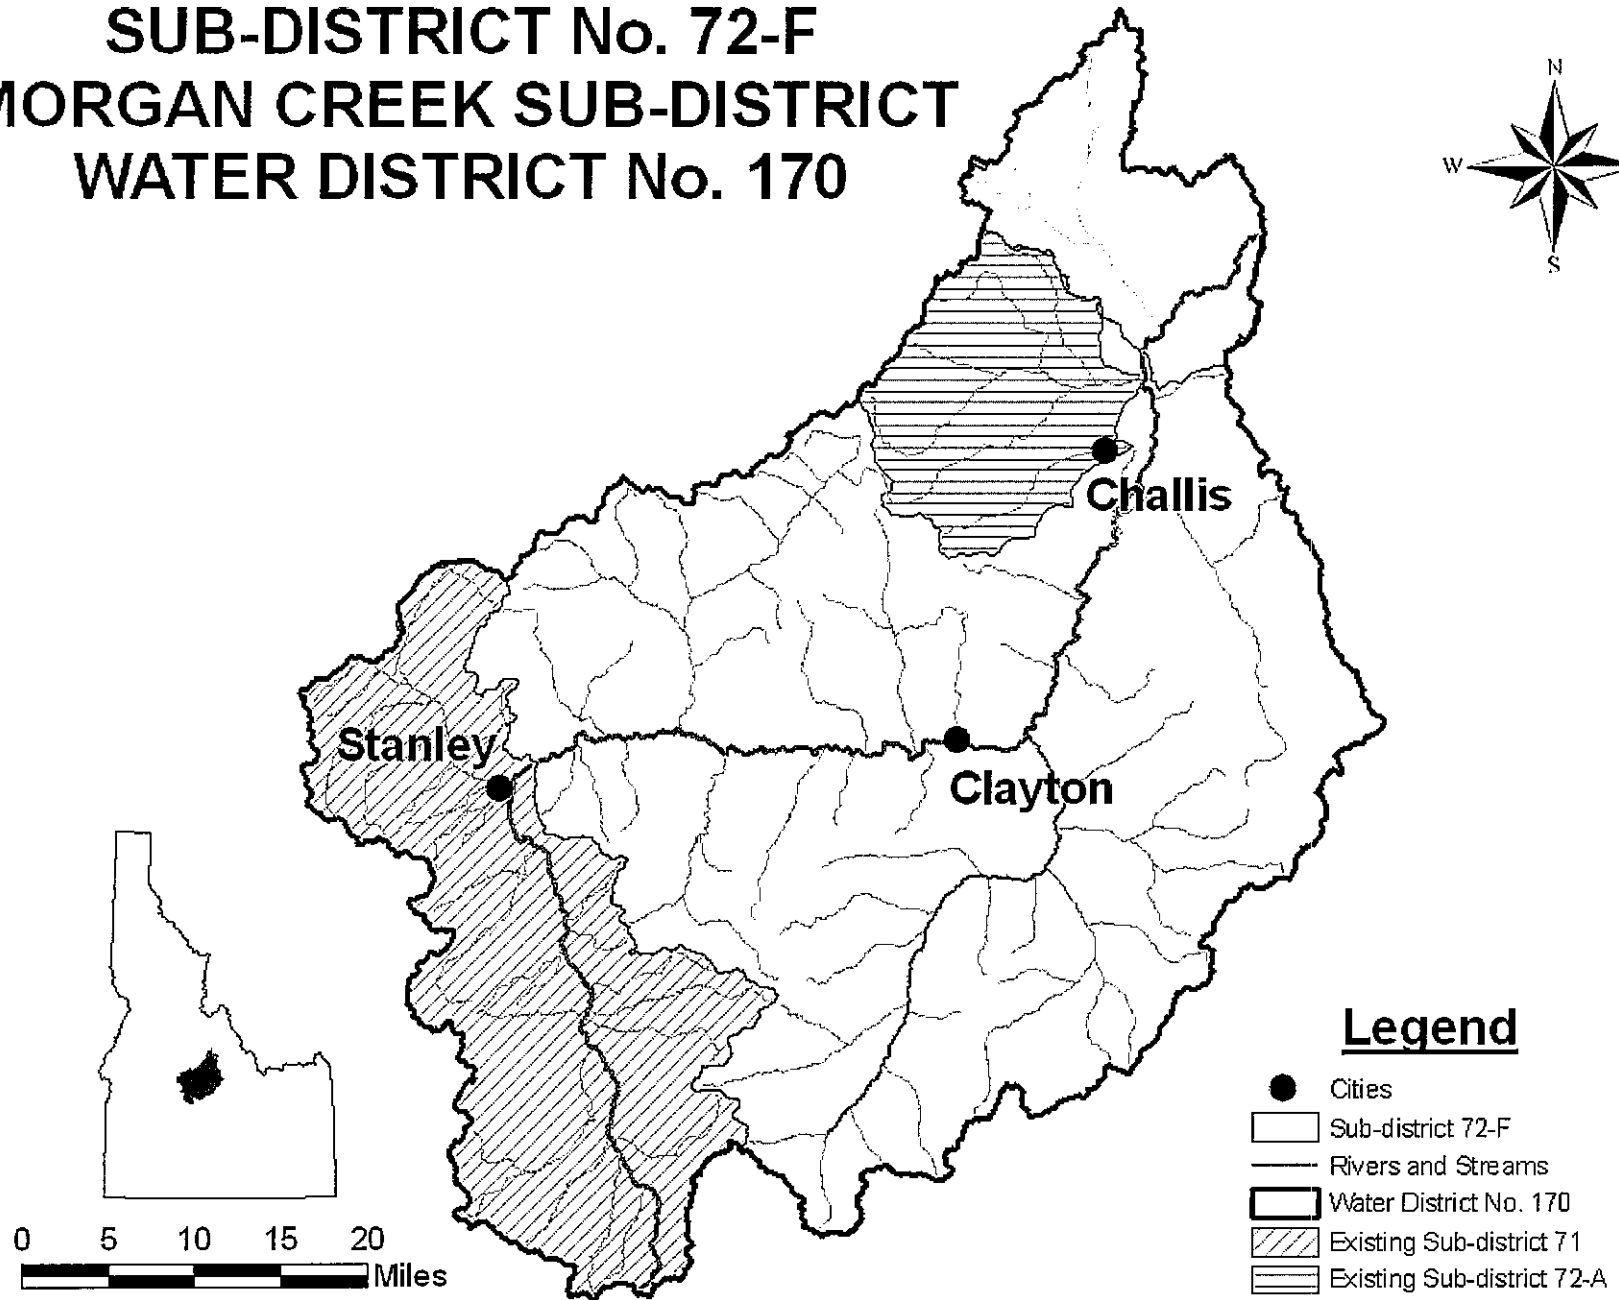 SUB-DISTRICT No. 72-F
MORGAN CREEK SUB-DISTRICT
WATER DISTRICT No. 170
N
W
S
Challis
Stanley
Clayton
Legend
Cities
Sub-district 72-F
Rivers and Streams
Water District No. 170
Existing Sub-district 71
Existing Sub-district 72-A
0 5 10 15 20
Miles